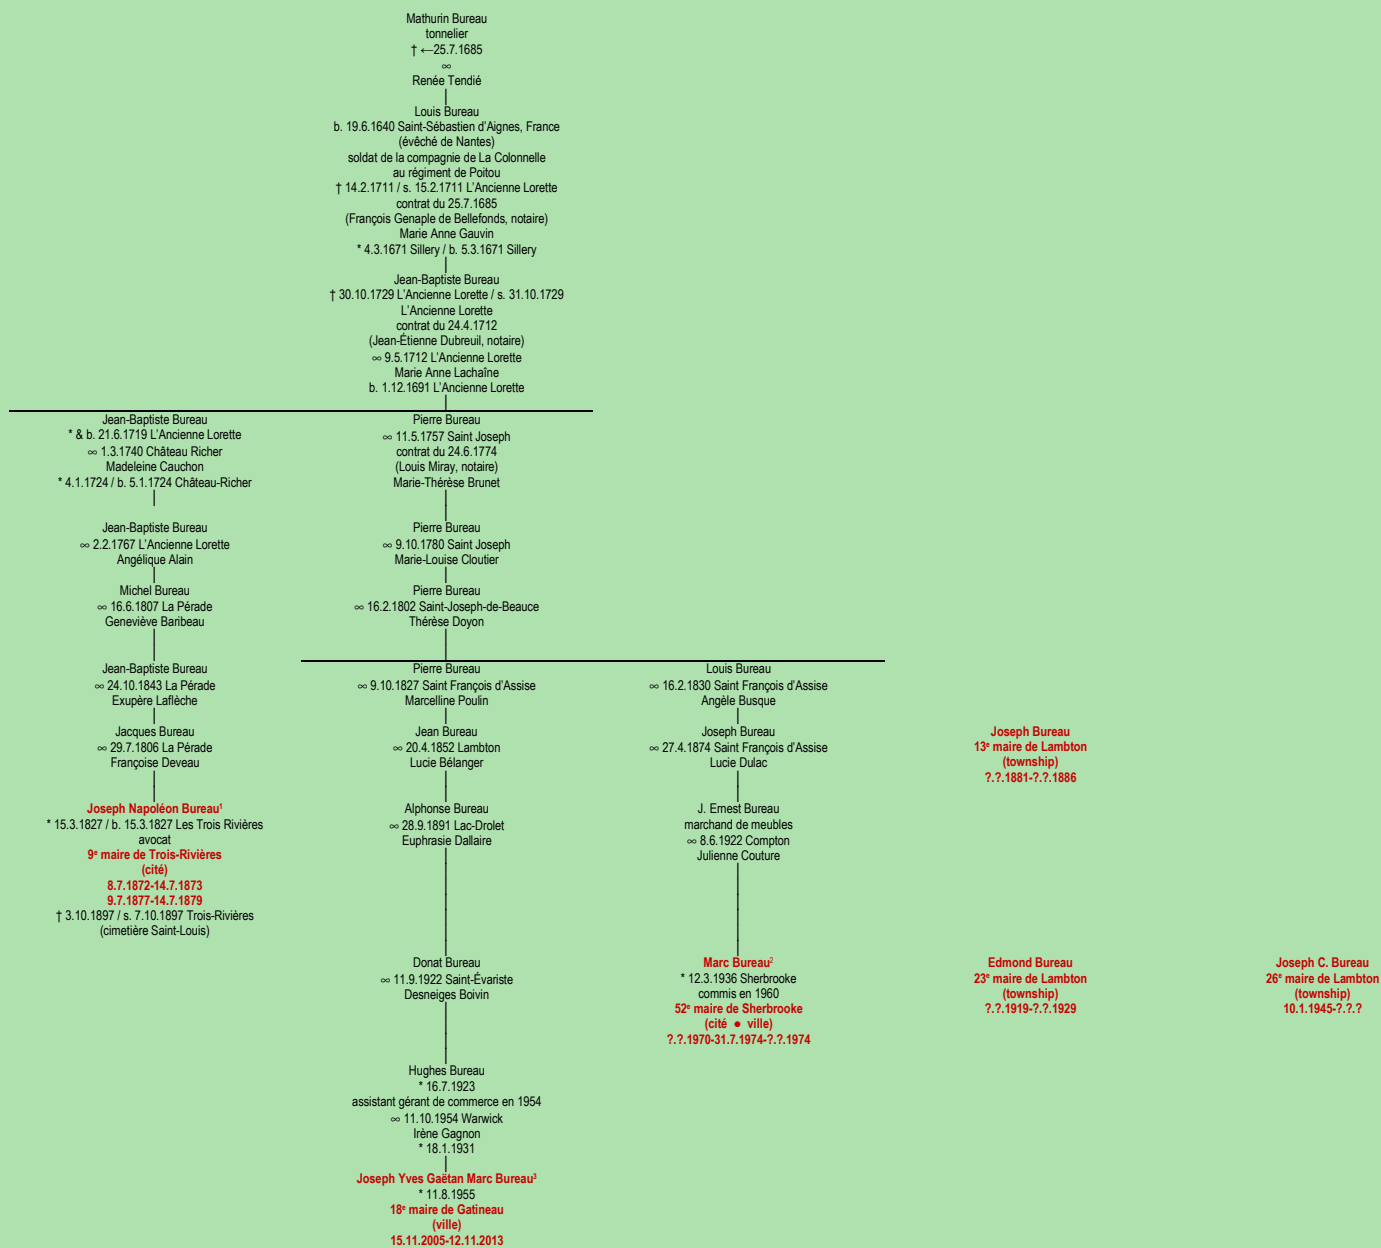 Mathurin Bureau
tonnelier
† ←25.7.1685
∞
Renée Tendié
Louis Bureau
b. 19.6.1640 Saint-Sébastien d'Aignes, France
(évêché de Nantes)
soldat de la compagnie de La Colonnelle
au régiment de Poitou
† 14.2.1711 / s. 15.2.1711 L'Ancienne Lorette
contrat du 25.7.1685
(François Genaple de Bellefonds, notaire)
Marie Anne Gauvin
* 4.3.1671 Sillery / b. 5.3.1671 Sillery
Jean-Baptiste Bureau
† 30.10.1729 L'Ancienne Lorette / s. 31.10.1729
L'Ancienne Lorette
contrat du 24.4.1712
(Jean-Étienne Dubreuil, notaire)
∞ 9.5.1712 L'Ancienne Lorette
Marie Anne Lachaîne
b. 1.12.1691 L'Ancienne Lorette
Jean-Baptiste Bureau
* & b. 21.6.1719 L'Ancienne Lorette
∞ 1.3.1740 Château Richer
Madeleine Cauchon
* 4.1.1724 / b. 5.1.1724 Château-Richer
Pierre Bureau
∞ 11.5.1757 Saint Joseph
contrat du 24.6.1774
(Louis Miray, notaire)
Marie-Thérèse Brunet
Jean-Baptiste Bureau
∞ 2.2.1767 L'Ancienne Lorette
Angélique Alain
Pierre Bureau
∞ 9.10.1780 Saint Joseph
Marie-Louise Cloutier
Michel Bureau
∞ 16.6.1807 La Pérade
Geneviève Baribeau
Pierre Bureau
∞ 16.2.1802 Saint-Joseph-de-Beauce
Thérèse Doyon
Jean-Baptiste Bureau
∞ 24.10.1843 La Pérade
Exupère Laflèche
Pierre Bureau
∞ 9.10.1827 Saint François d'Assise
Marcelline Poulin
Louis Bureau
∞ 16.2.1830 Saint François d'Assise
Angèle Busque
Jacques Bureau
∞ 29.7.1806 La Pérade
Françoise Deveau
Jean Bureau
∞ 20.4.1852 Lambton
Lucie Bélanger
Joseph Bureau
∞ 27.4.1874 Saint François d'Assise
Lucie Dulac
Joseph Bureau
13e maire de Lambton
(township)
?.?.1881-?.?.1886
Joseph Napoléon Bureau¹
* 15.3.1827 / b. 15.3.1827 Les Trois Rivières
avocat
9e maire de Trois-Rivières
(cité)
8.7.1872-14.7.1873
9.7.1877-14.7.1879
† 3.10.1897 / s. 7.10.1897 Trois-Rivières
(cimetière Saint-Louis)
Alphonse Bureau
∞ 28.9.1891 Lac-Drolet
Euphrasie Dallaire
J. Ernest Bureau
marchand de meubles
∞ 8.6.1922 Compton
Julienne Couture
Donat Bureau
∞ 11.9.1922 Saint-Évariste
Desneiges Boivin
Marc Bureau²
* 12.3.1936 Sherbrooke
commis en 1960
52e maire de Sherbrooke
(cité ● ville)
?.?.1970-31.7.1974-?.?.1974
Edmond Bureau
23e maire de Lambton
(township)
?.?.1919-?.?.1929
Joseph C. Bureau
26e maire de Lambton
(township)
10.1.1945-?.?.?
Hughes Bureau
* 16.7.1923
assistant gérant de commerce en 1954
∞ 11.10.1954 Warwick
Irène Gagnon
* 18.1.1931
Joseph Yves Gaëtan Marc Bureau³
* 11.8.1955
18e maire de Gatineau
(ville)
15.11.2005-12.11.2013